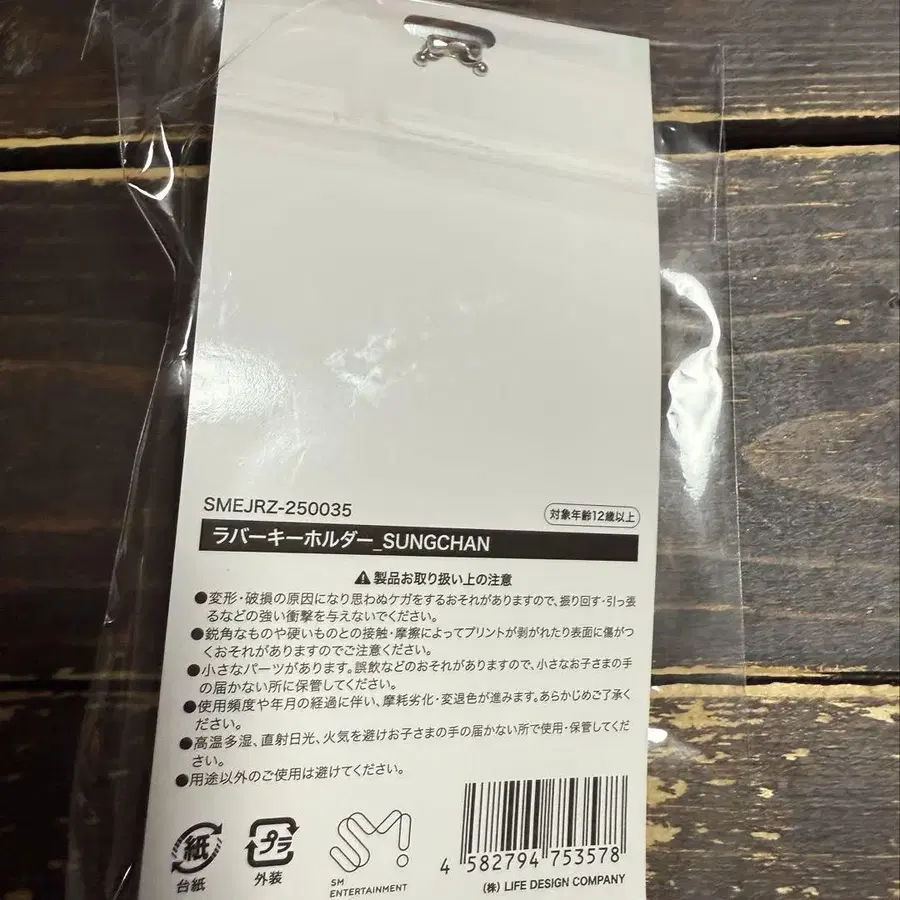 SMEJRZ-250035
対象年齢12歳以上
ラバーキーホルダー_SUNGCHAN
⚠製品お取り扱い上の注意
●変形・破損の原因になり思わぬケガをするおそれがありますので、振り回す・引っ張
るなどの強い衝撃を与えないでください。
●鋭角なものや硬いものとの接触・摩擦によってプリントが剥がれたり表面に傷がつ
くおそれがありますのでご注意ください。
●小さなパーツがあります。誤飲などのおそれがありますので、小さなお子さまの手
の届かない所に保管してください。
●使用頻度や年月の経過に伴い、摩耗劣化・変退色が進みます。あらかじめご了承く
ださい。
●高温多湿、直射日光、火気を避けお子さまの手の届かない所で使用・保管してくだ
さい。
●用途以外のご使用は避けてください。
紙
台紙
プラ
外装
SM
SM
ENTERTAINMENT
4 582794 753578
(株) LIFE DESIGN COMPANY